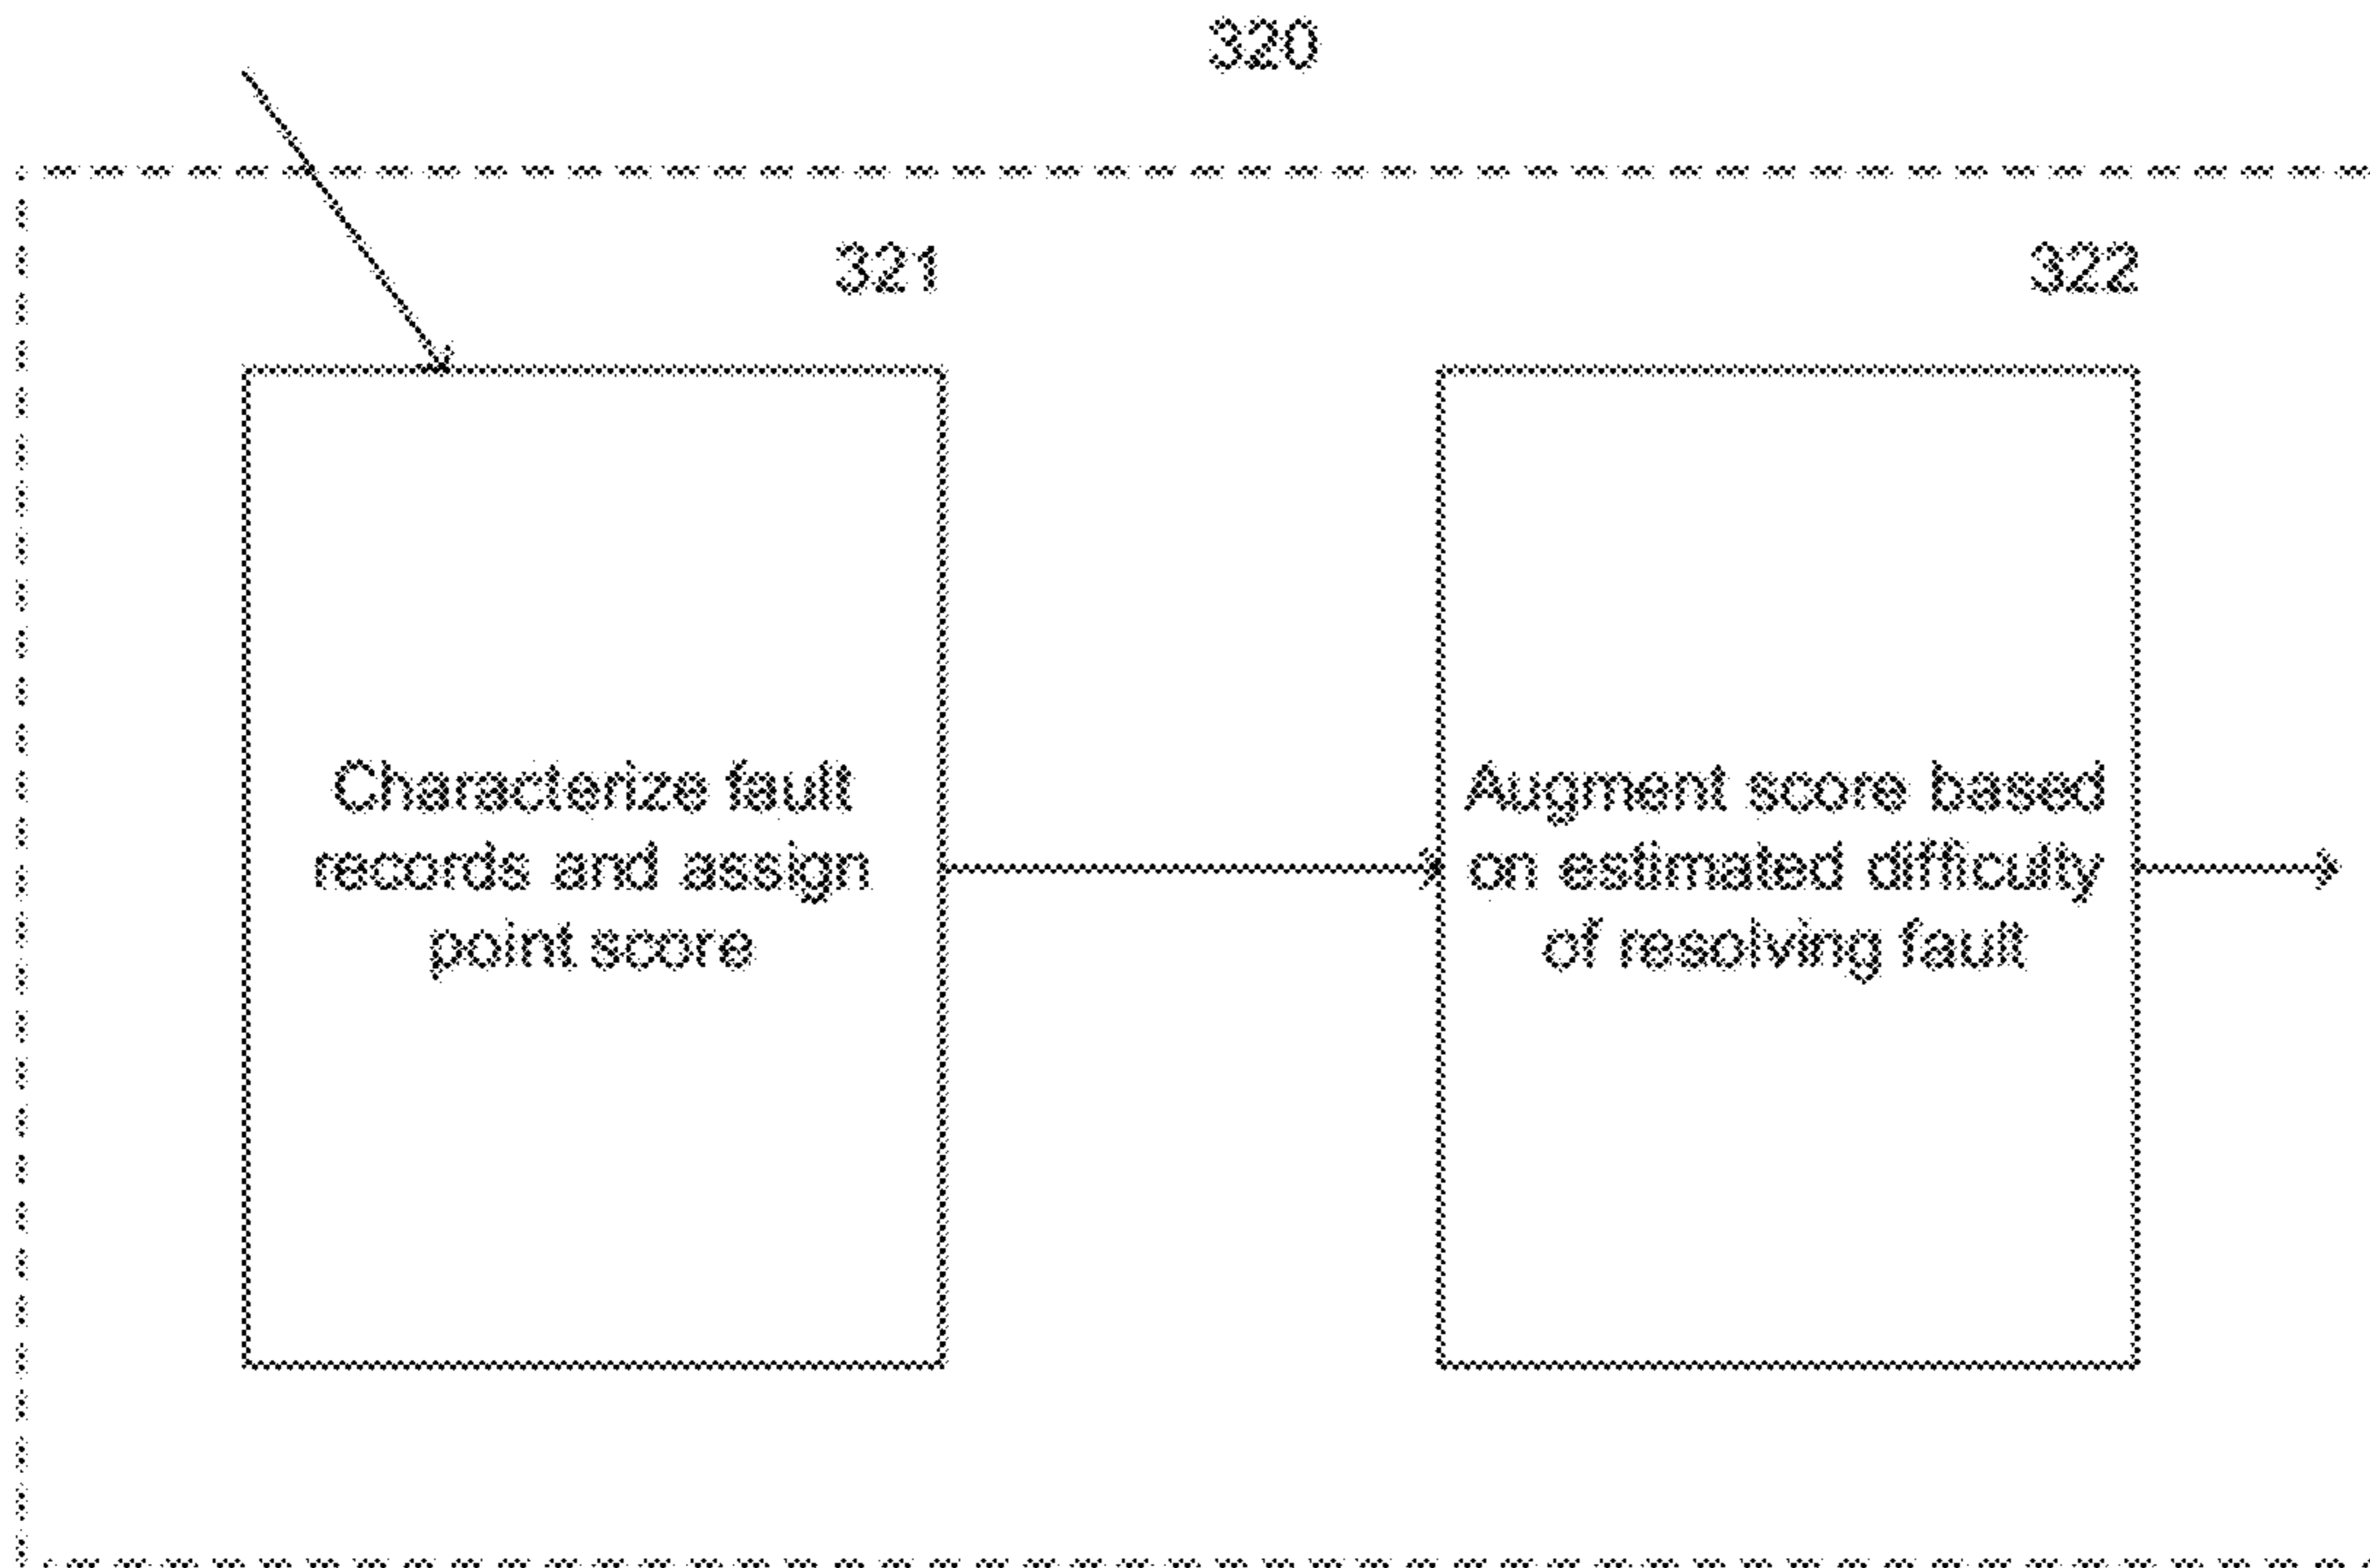 320
321
322
Characterize fault
records and assign
point score
Augment score based
on estimated difficulty
of resolving fault